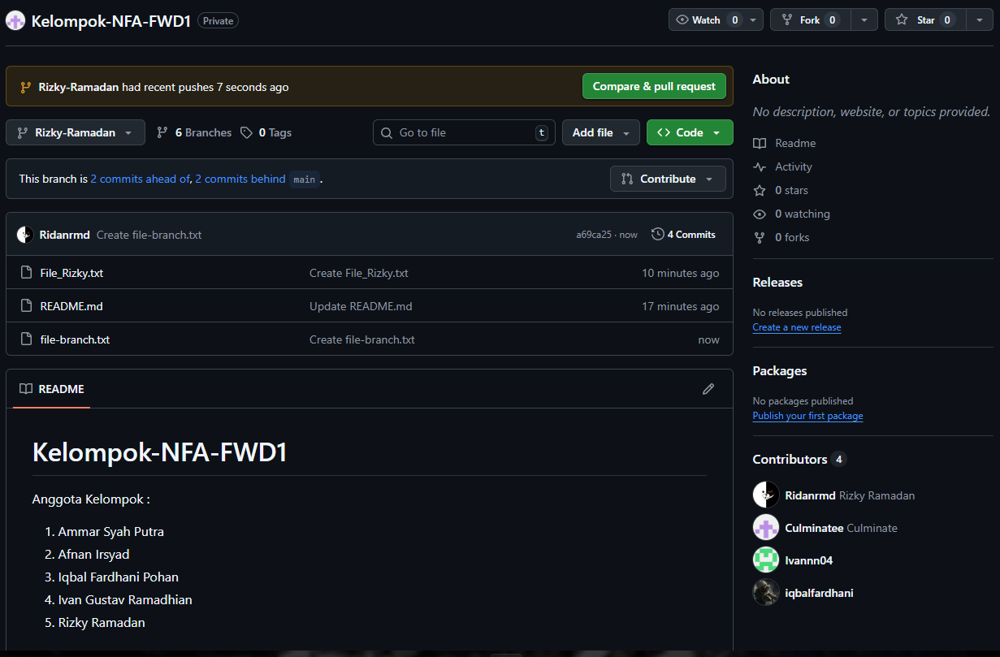 Kelompok-NFA-FWD1 Private Watch 0 Fork 0 Star 0
Rizky-Ramadan had recent pushes 7 seconds ago Compare & pull request
Rizky-Ramadan 6 Branches 0 Tags Go to file t Add file Code
This branch is 2 commits ahead of, 2 commits behind main . Contribute
Ridanrmd Create file-branch.txt a69ca25 · now 4 Commits
File_Rizky.txt Create File_Rizky.txt 10 minutes ago
README.md Update README.md 17 minutes ago
file-branch.txt Create file-branch.txt now
README
Kelompok-NFA-FWD1
Anggota Kelompok :
1. Ammar Syah Putra
2. Afnan Irsyad
3. Iqbal Fardhani Pohan
4. Ivan Gustav Ramadhian
5. Rizky Ramadan
About
No description, website, or topics provided.
Readme
Activity
0 stars
0 watching
0 forks
Releases
No releases published
Create a new release
Packages
No packages published
Publish your first package
Contributors 4
Ridanrmd Rizky Ramadan
Culminatee Culminate
Ivannn04
iqbalfardhani